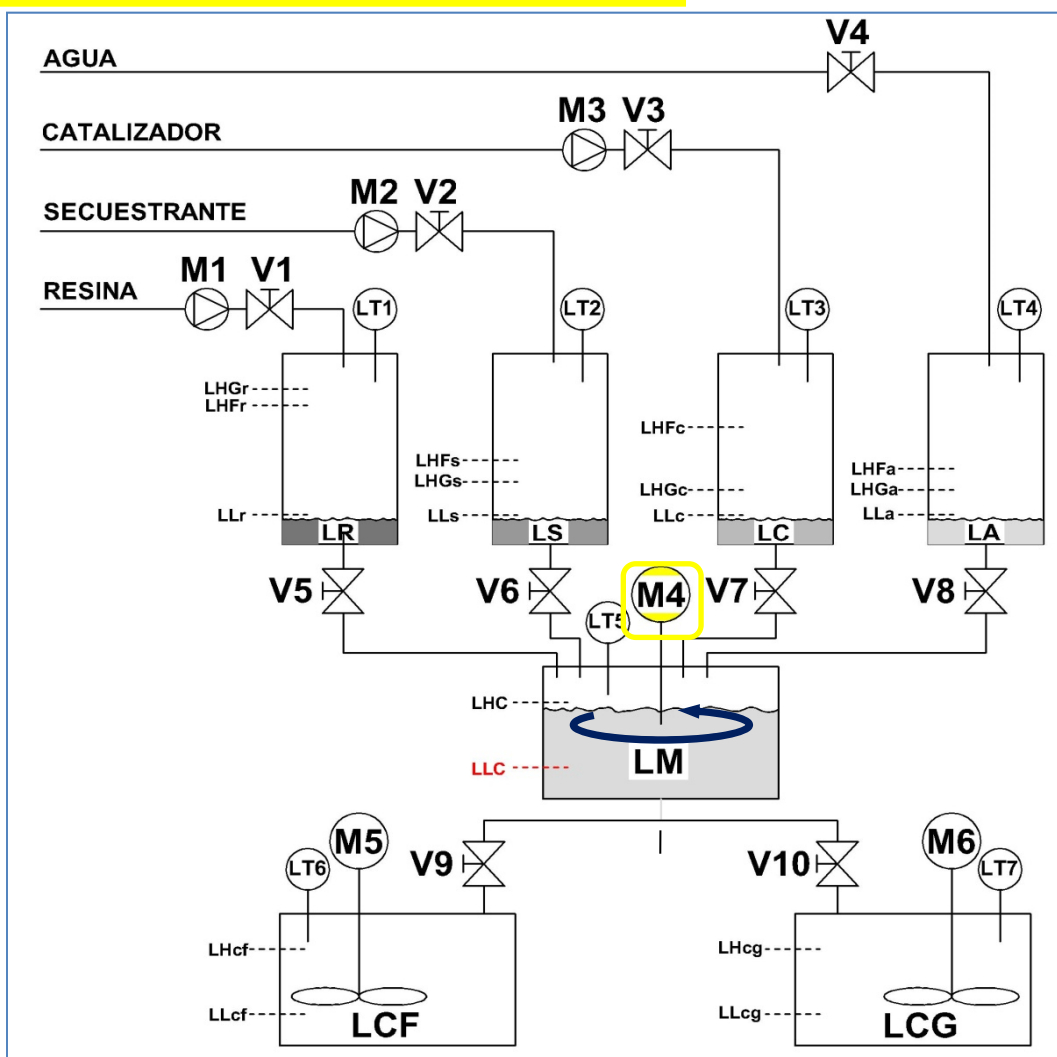 V4
AGUA
M3 V3
CATALIZADOR
M2 V2
SECUESTRANTE
M1 V1
RESINA
LT1
LT2
LT3
LT4
LHGr
LHFr
LLr
LR
LHFs
LHGs
LLs
LS
LHFc
LHGc
LLc
LC
LHFa
LHGa
LLa
LA
V5
V6
M4
V7
V8
LT5
LHC
LLC
LM
M5
V9
V10
M6
LT6
LT7
LHcf
LLcf
LCF
LHcg
LLcg
LCG